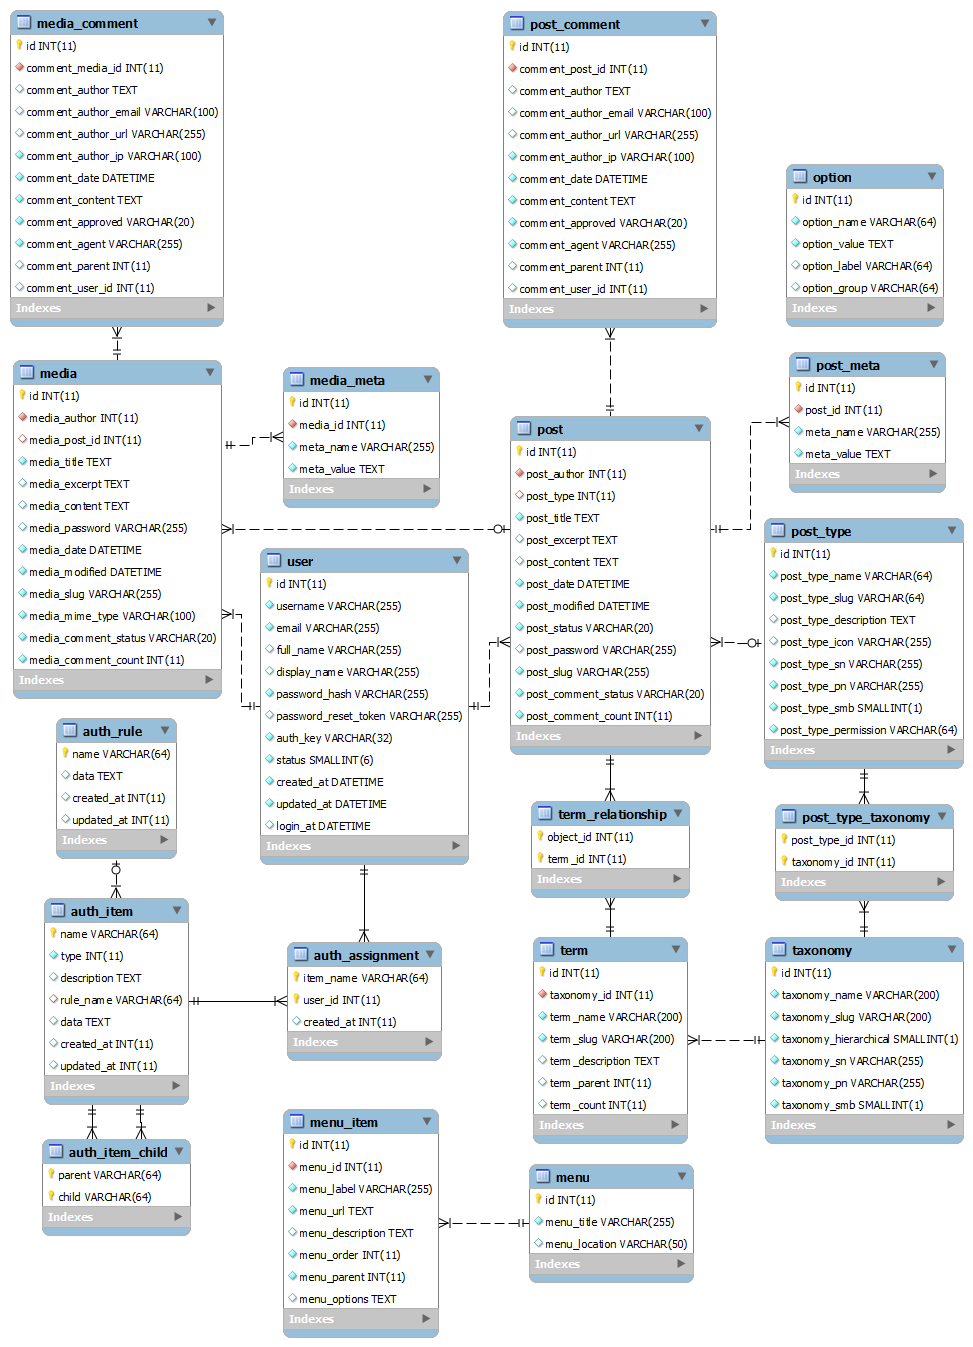 media_comment
id INT(11)
comment_media_id INT(11)
comment_author TEXT
comment_author_email VARCHAR(100)
comment_author_url VARCHAR(255)
comment_author_ip VARCHAR(100)
comment_date DATETIME
comment_content TEXT
comment_approved VARCHAR(20)
comment_agent VARCHAR(255)
comment_parent INT(11)
comment_user_id INT(11)
Indexes
post_comment
id INT(11)
comment_post_id INT(11)
comment_author TEXT
comment_author_email VARCHAR(100)
comment_author_url VARCHAR(255)
comment_author_ip VARCHAR(100)
comment_date DATETIME
comment_content TEXT
comment_approved VARCHAR(20)
comment_agent VARCHAR(255)
comment_parent INT(11)
comment_user_id INT(11)
Indexes
option
id INT(11)
option_name VARCHAR(64)
option_value TEXT
option_label VARCHAR(64)
option_group VARCHAR(64)
Indexes
media
id INT(11)
media_author INT(11)
media_post_id INT(11)
media_title TEXT
media_excerpt TEXT
media_content TEXT
media_password VARCHAR(255)
media_date DATETIME
media_modified DATETIME
media_slug VARCHAR(255)
media_mime_type VARCHAR(100)
media_comment_status VARCHAR(20)
media_comment_count INT(11)
Indexes
media_meta
id INT(11)
media_id INT(11)
meta_name VARCHAR(255)
meta_value TEXT
Indexes
post
id INT(11)
post_author INT(11)
post_type INT(11)
post_title TEXT
post_excerpt TEXT
post_content TEXT
post_date DATETIME
post_modified DATETIME
post_status VARCHAR(20)
post_password VARCHAR(255)
post_slug VARCHAR(255)
post_comment_status VARCHAR(20)
post_comment_count INT(11)
Indexes
post_meta
id INT(11)
post_id INT(11)
meta_name VARCHAR(255)
meta_value TEXT
Indexes
user
id INT(11)
username VARCHAR(255)
email VARCHAR(255)
full_name VARCHAR(255)
display_name VARCHAR(255)
password_hash VARCHAR(255)
password_reset_token VARCHAR(255)
auth_key VARCHAR(32)
status SMALLINT(6)
created_at DATETIME
updated_at DATETIME
login_at DATETIME
Indexes
post_type
id INT(11)
post_type_name VARCHAR(64)
post_type_slug VARCHAR(64)
post_type_description TEXT
post_type_icon VARCHAR(255)
post_type_sn VARCHAR(255)
post_type_pn VARCHAR(255)
post_type_smb SMALLINT(1)
post_type_permission VARCHAR(64)
Indexes
auth_rule
name VARCHAR(64)
data TEXT
created_at INT(11)
updated_at INT(11)
Indexes
term_relationship
object_id INT(11)
term_id INT(11)
Indexes
post_type_taxonomy
post_type_id INT(11)
taxonomy_id INT(11)
Indexes
auth_item
name VARCHAR(64)
type INT(11)
description TEXT
rule_name VARCHAR(64)
data TEXT
created_at INT(11)
updated_at INT(11)
Indexes
auth_assignment
item_name VARCHAR(64)
user_id INT(11)
created_at INT(11)
Indexes
term
id INT(11)
taxonomy_id INT(11)
term_name VARCHAR(200)
term_slug VARCHAR(200)
term_description TEXT
term_parent INT(11)
term_count INT(11)
Indexes
taxonomy
id INT(11)
taxonomy_name VARCHAR(200)
taxonomy_slug VARCHAR(200)
taxonomy_hierarchical SMALLINT(1)
taxonomy_sn VARCHAR(255)
taxonomy_pn VARCHAR(255)
taxonomy_smb SMALLINT(1)
Indexes
auth_item_child
parent VARCHAR(64)
child VARCHAR(64)
Indexes
menu_item
id INT(11)
menu_id INT(11)
menu_label VARCHAR(255)
menu_url TEXT
menu_description TEXT
menu_order INT(11)
menu_parent INT(11)
menu_options TEXT
Indexes
menu
id INT(11)
menu_title VARCHAR(255)
menu_location VARCHAR(50)
Indexes